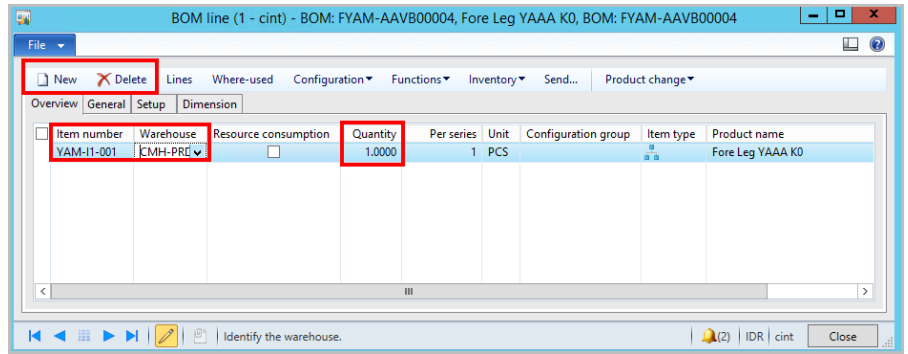 BOM line (1 - cint) - BOM: FYAM-AAVB00004, Fore Leg YAAA K0, BOM: FYAM-AAVB00004
File
New Delete Lines Where-used Configuration Functions Inventory Send... Product change
Overview General Setup Dimension
Item number Warehouse Resource consumption Quantity Per series Unit Configuration group Item type Product name
YAM-I1-001 CMH-PRD 1.0000 1 PCS Fore Leg YAAA K0
Identify the warehouse. (2) IDR cint Close